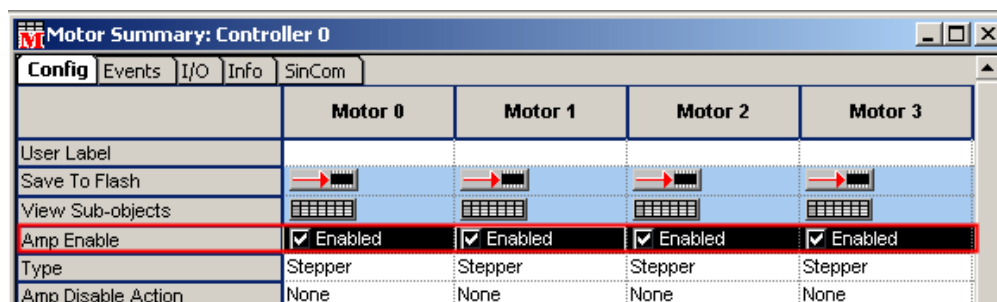 Motor Summary: Controller 0
Config Events I/O Info SinCom
Motor 0 Motor 1 Motor 2 Motor 3
User Label
Save To Flash
View Sub-objects
Amp Enable Enabled Enabled Enabled Enabled
Type Stepper Stepper Stepper Stepper
Amp Disable Action None None None None